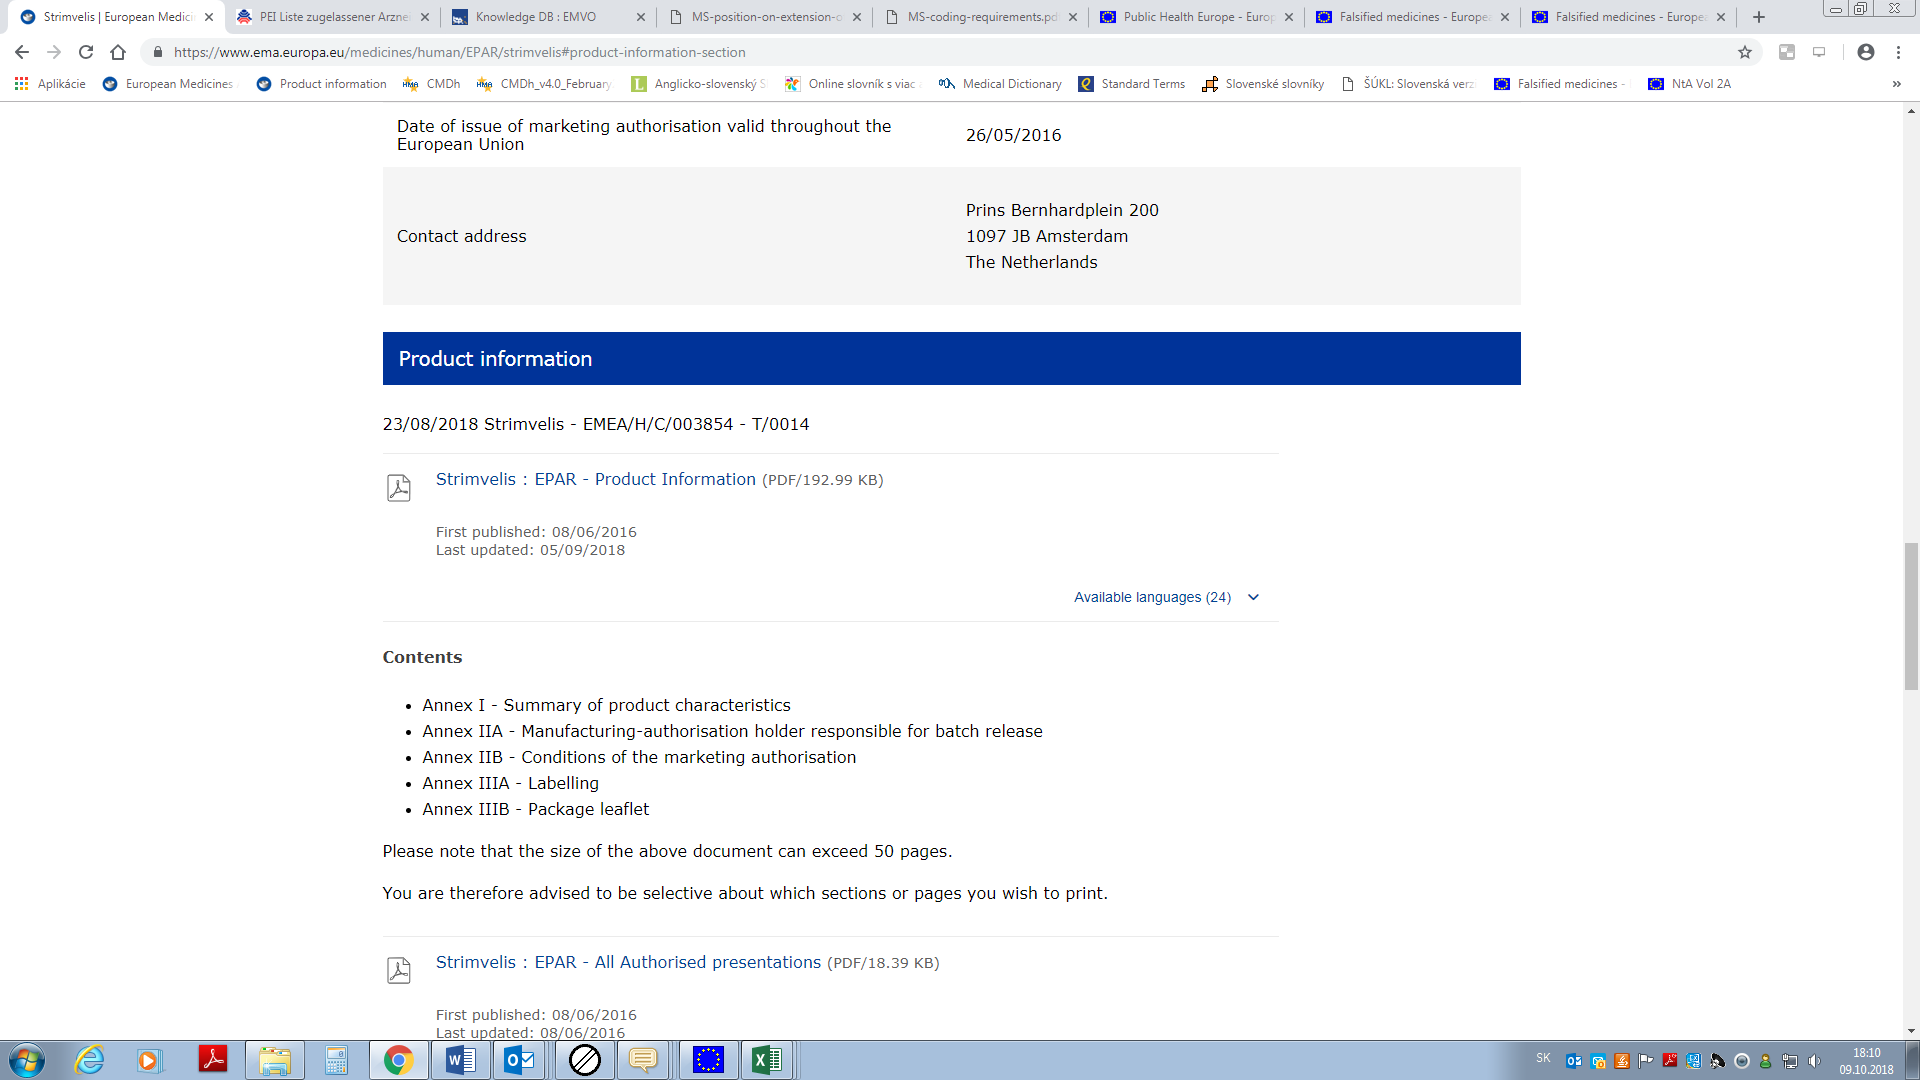 Strimvelis | European Medici
PEI Liste zugelassener Arznei
Knowledge DB : EMVO
MS-position-on-extension-o
MS-coding-requirements.pd
Public Health Europe - Europ
Falsified medicines - Europea
Falsified medicines - Europea
https://www.ema.europa.eu/medicines/human/EPAR/strimvelis#product-information-section
Aplikácie
European Medicines
Product information
CMDh
CMDh_v4.0_February
Anglicko-slovenský S
Online slovník s viac
Medical Dictionary
Standard Terms
Slovenské slovníky
ŠÚKL: Slovenská verz
Falsified medicines -
NtA Vol 2A
»
Date of issue of marketing authorisation valid throughout the
European Union
26/05/2016
Contact address
Prins Bernhardplein 200
1097 JB Amsterdam
The Netherlands
Product information
23/08/2018 Strimvelis - EMEA/H/C/003854 - T/0014
Strimvelis : EPAR - Product Information (PDF/192.99 KB)
First published: 08/06/2016
Last updated: 05/09/2018
Available languages (24)
Contents
• Annex I - Summary of product characteristics
• Annex IIA - Manufacturing-authorisation holder responsible for batch release
• Annex IIB - Conditions of the marketing authorisation
• Annex IIIA - Labelling
• Annex IIIB - Package leaflet
Please note that the size of the above document can exceed 50 pages.
You are therefore advised to be selective about which sections or pages you wish to print.
Strimvelis : EPAR - All Authorised presentations (PDF/18.39 KB)
First published: 08/06/2016
Last updated: 08/06/2016
SK
18:10
09.10.2018